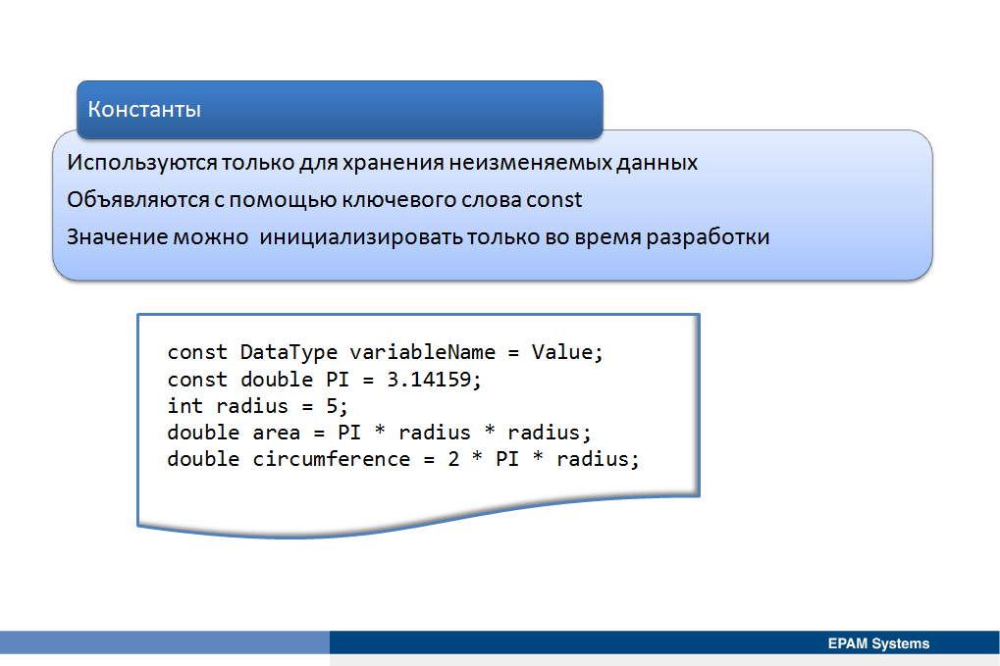 Константы
Используются только для хранения неизменяемых данных
Объявляются с помощью ключевого слова const
Значение можно  инициализировать только во время разработки
const DataType variableName = Value;
const double PI = 3.14159;
int radius = 5;
double area = PI * radius * radius;
double circumference = 2 * PI * radius;
EPAM Systems